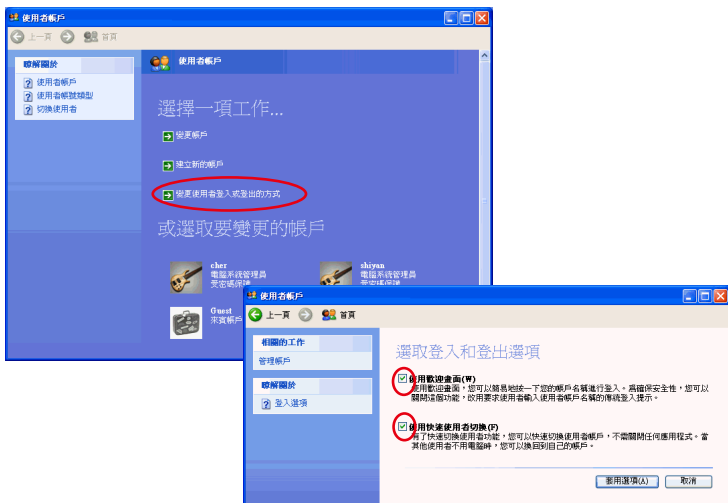 使用者帳戶
上一頁 首頁
瞭解關於
使用者帳戶
使用者帳號類型
切換使用者
使用者帳戶
選擇一項工作...
變更帳戶
建立新的帳戶
變更使用者登入或登出的方式
或選取要變更的帳戶
cher
電腦系統管理員
受密碼保護
shiyan
電腦系統管理員
受密碼保護
Guest
來賓帳戶
使用者帳戶
上一頁 首頁
相關的工作
管理帳戶
瞭解關於
登入選項
選取登入和登出選項
使用歡迎畫面(W)
使用歡迎畫面，您可以簡易地按一下您的帳戶名稱進行登入。為確保安全性，您可以
關閉這個功能，改用要求使用者輸入使用者帳戶名稱的傳統登入提示。
使用快速使用者切換(F)
有了快速切換使用者功能，您可以快速切換使用者帳戶，不需關閉任何應用程式。當
其他使用者不用電腦時，您可以換回到自己的帳戶。
套用選項(A) 取消